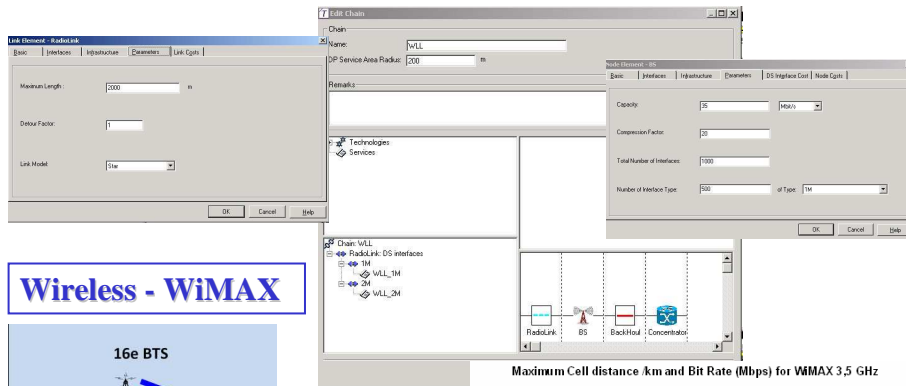 Edit Chain
Chain
Name: WLL
DP Service Area Radius: 200 m
Remarks
Technologies
Services
Chain: WLL
RadioLink: DS interfaces
1M
WLL_1M
2M
WLL_2M
RadioLink BS BackHoul Concentrator
Link Element - RadioLink
Basic Interfaces Infrastructure Parameters Link Costs
Maximum Length : 2000 m
Detour Factor: 1
Link Model: Star
OK Cancel Help
Node Element - BS
Basic Interfaces Infrastructure Parameters DS Interface Cost Node Costs
Capacity: 35 Mbit/s
Compression Factor: 20
Total Number of Interfaces: 1000
Number of Interface Type: 500 of Type: 1M
OK Cancel Help
Wireless - WiMAX
16e BTS
Maximum Cell distance /km and Bit Rate (Mbps) for WiMAX 3,5 GHz